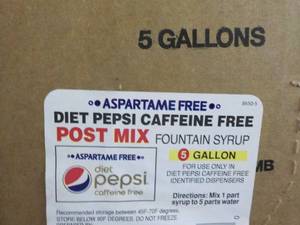 5 GALLONS
ASPARTAME FREE
DIET PEPSI CAFFEINE FREE
POST MIX FOUNTAIN SYRUP
ASPARTAME FREE
diet
pepsi
caffeine free
5 GALLON
FOR USE ONLY IN
DIET PEPSI CAFFEINE FREE
IDENTIFIED DISPENSERS
MB
Directions: Mix 1 part
syrup to 5 parts water
Recommended storage between 40F-70F degrees.
STORE BELOW 90F DEGREES. DO NOT FREEZE.